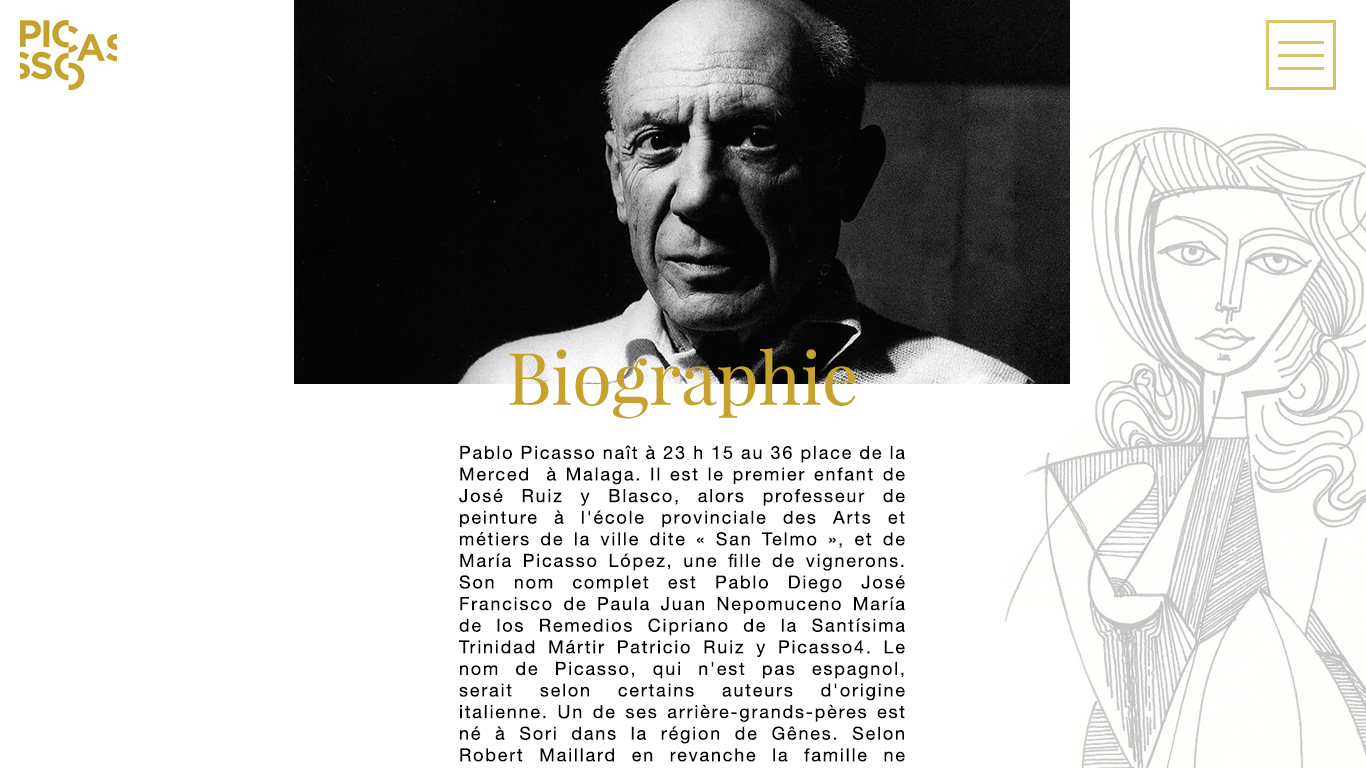 PICAS
SSO
Biographie
Pablo Picasso naît à 23 h 15 au 36 place de la
Merced  à Malaga. Il est le premier enfant de
José Ruiz y Blasco, alors professeur de
peinture à l'école provinciale des Arts et
métiers de la ville dite « San Telmo », et de
María Picasso López, une fille de vignerons.
Son nom complet est Pablo Diego José
Francisco de Paula Juan Nepomuceno María
de los Remedios Cipriano de la Santísima
Trinidad Mártir Patricio Ruiz y Picasso4. Le
nom de Picasso, qui n'est pas espagnol,
serait selon certains auteurs d'origine
italienne. Un de ses arrière-grands-pères est
né à Sori dans la région de Gênes. Selon
Robert Maillard en revanche la famille ne